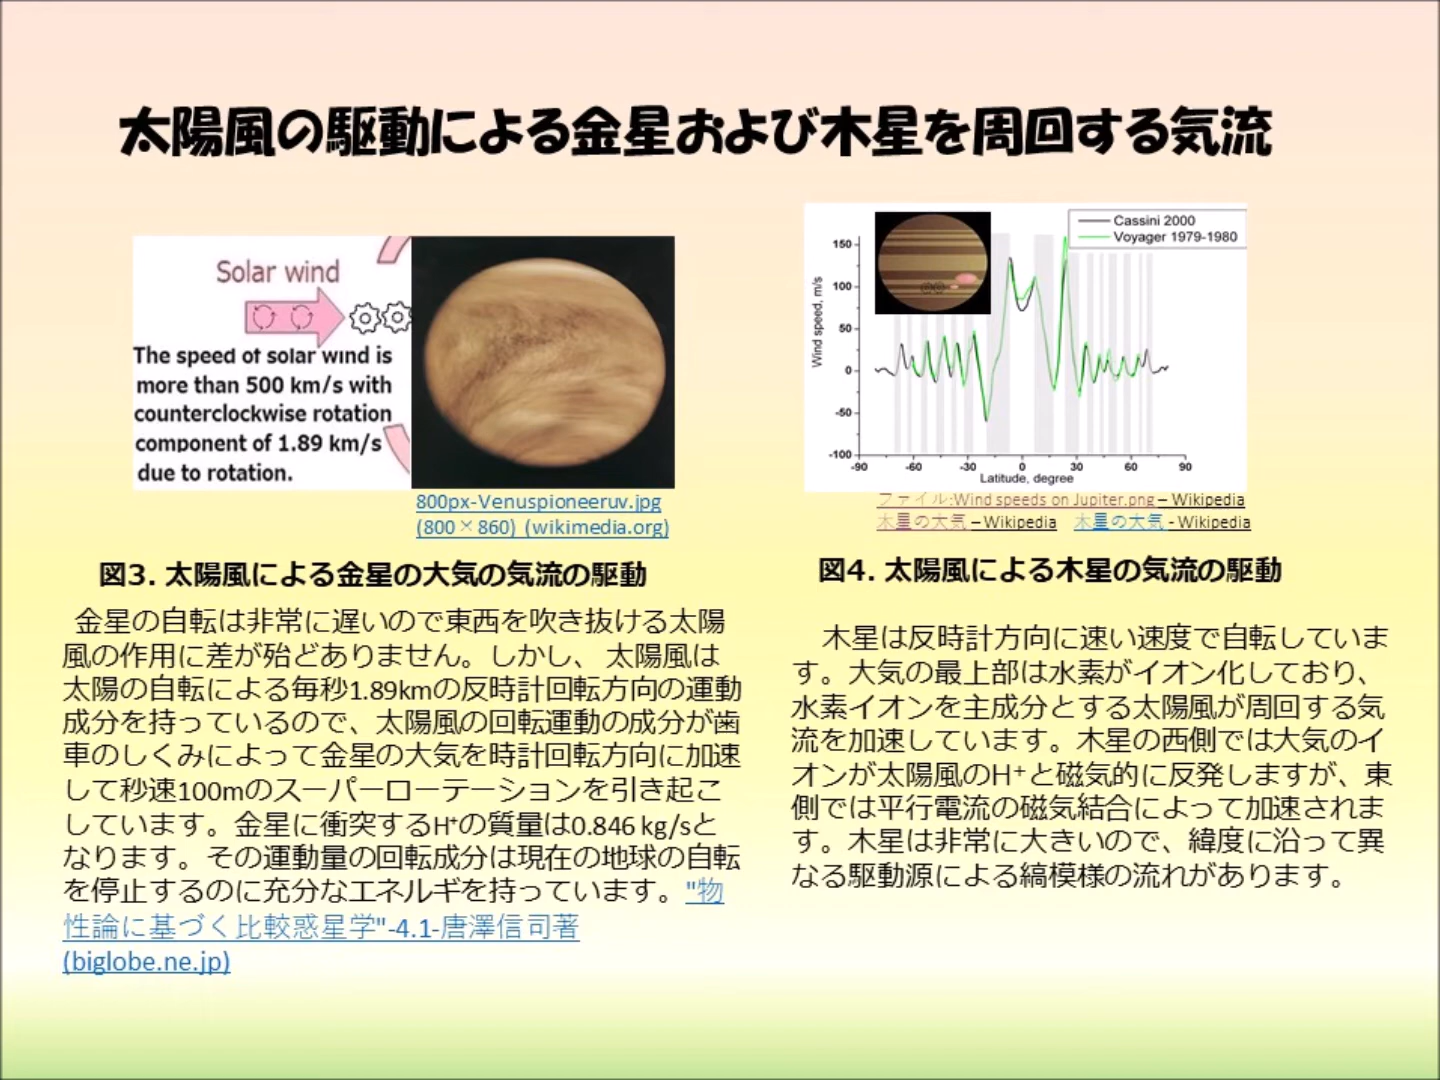 太陽風の駆動による金星および木星を周回する気流
Solar wind
The speed of solar wind is
more than 500 km/s with
counterclockwise rotation
component of 1.89 km/s
due to rotation.
800px-Venuspioneeruv.jpg
(800×860) (wikimedia.org)
図3. 太陽風による金星の大気の気流の駆動
金星の自転は非常に遅いので東西を吹き抜ける太陽
風の作用に差が殆どありません。しかし、 太陽風は
太陽の自転による毎秒1.89kmの反時計回転方向の運動
成分を持っているので、太陽風の回転運動の成分が歯
車のしくみによって金星の大気を時計回転方向に加速
して秒速100mのスーパーローテーションを引き起こ
しています。金星に衝突するH⁺の質量は0.846 kg/sと
なります。その運動量の回転成分は現在の地球の自転
を停止するのに充分なエネルギを持っています。"物
性論に基づく比較惑星学"-4.1-唐澤信司著
(biglobe.ne.jp)
Cassini 2000
Voyager 1979-1980
Wind speed, m/s
150
100
50
0
-50
-100
-90 -60 -30 0 30 60 90
Latitude, degree
ファイル:Wind speeds on Jupiter.png – Wikipedia
木星の大気 – Wikipedia 木星の大気 - Wikipedia
図4. 太陽風による木星の気流の駆動
木星は反時計方向に速い速度で自転していま
す。大気の最上部は水素がイオン化しており、
水素イオンを主成分とする太陽風が周回する気
流を加速しています。木星の西側では大気のイ
オンが太陽風のH⁺と磁気的に反発しますが、東
側では平行電流の磁気結合によって加速されま
す。木星は非常に大きいので、緯度に沿って異
なる駆動源による縞模様の流れがあります。